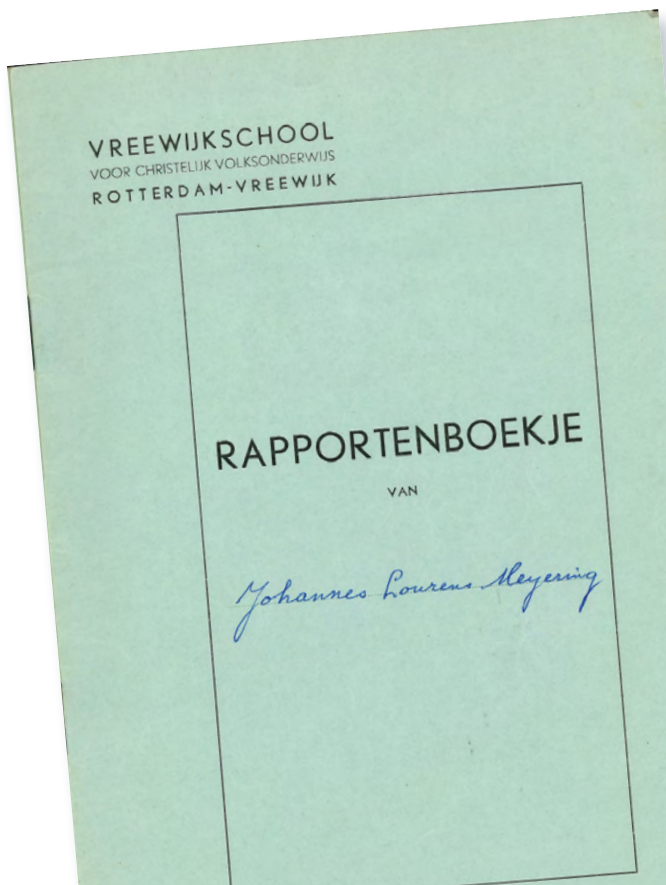 VREEWIJKSCHOOL
VOOR CHRISTELIJK VOLKSONDERWIJS
ROTTERDAM-VREEWIJK
RAPPORTENBOEKJE
VAN
Johannes Lourens Meyering